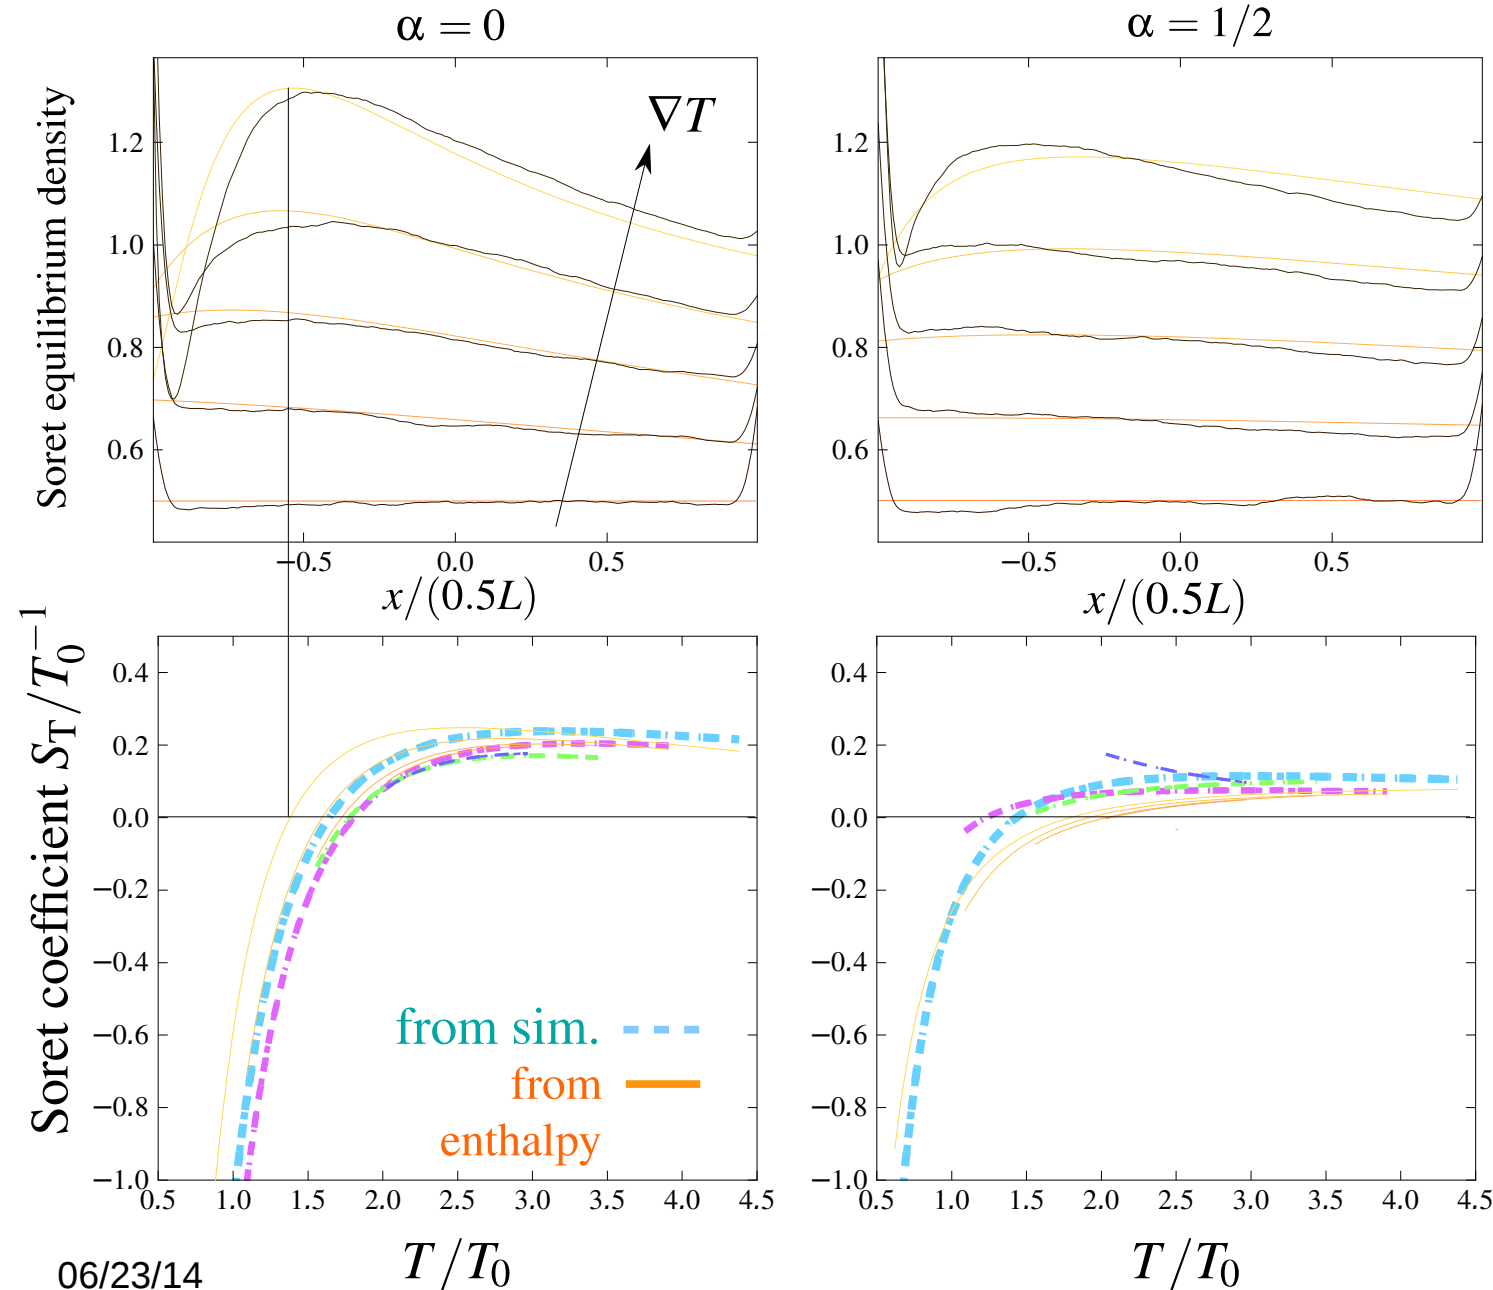 α = 0
α = 1/2
Soret equilibrium density
1.2
1.0
0.8
0.6
∇T
−0.5 0.0 0.5
x/(0.5L)
1.2
1.0
0.8
0.6
−0.5 0.0 0.5
x/(0.5L)
Soret coefficient S_T/T_0^{−1}
0.4
0.2
0.0
−0.2
−0.4
−0.6
−0.8
−1.0
from sim.
from
enthalpy
0.5 1.0 1.5 2.0 2.5 3.0 3.5 4.0 4.5
T/T_0
0.4
0.2
0.0
−0.2
−0.4
−0.6
−0.8
−1.0
0.5 1.0 1.5 2.0 2.5 3.0 3.5 4.0 4.5
T/T_0
06/23/14